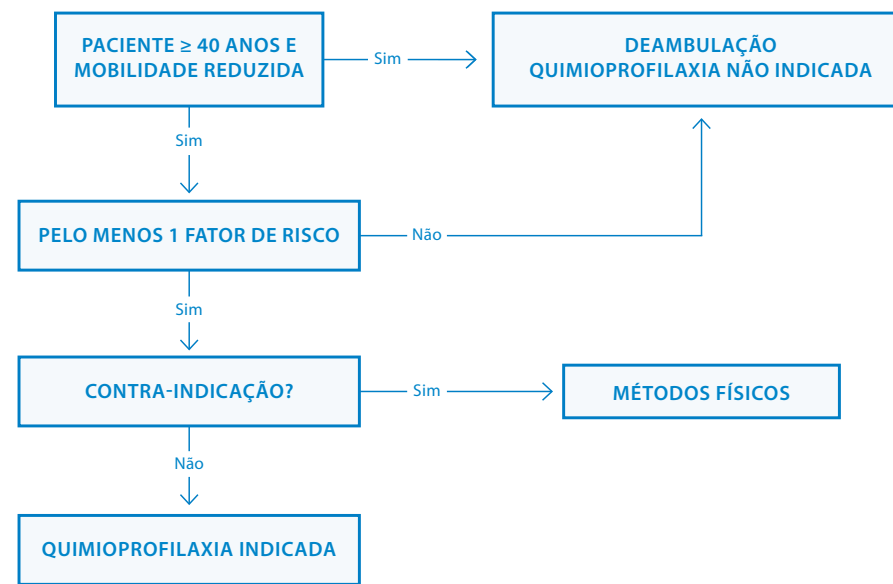 PACIENTE ≥ 40 ANOS E
MOBILIDADE REDUZIDA
Sim
DEAMBULAÇÃO
QUIMIOPROFILAXIA NÃO INDICADA
Sim
PELO MENOS 1 FATOR DE RISCO
Não
Sim
CONTRA-INDICAÇÃO?
Sim
MÉTODOS FÍSICOS
Não
QUIMIOPROFILAXIA INDICADA